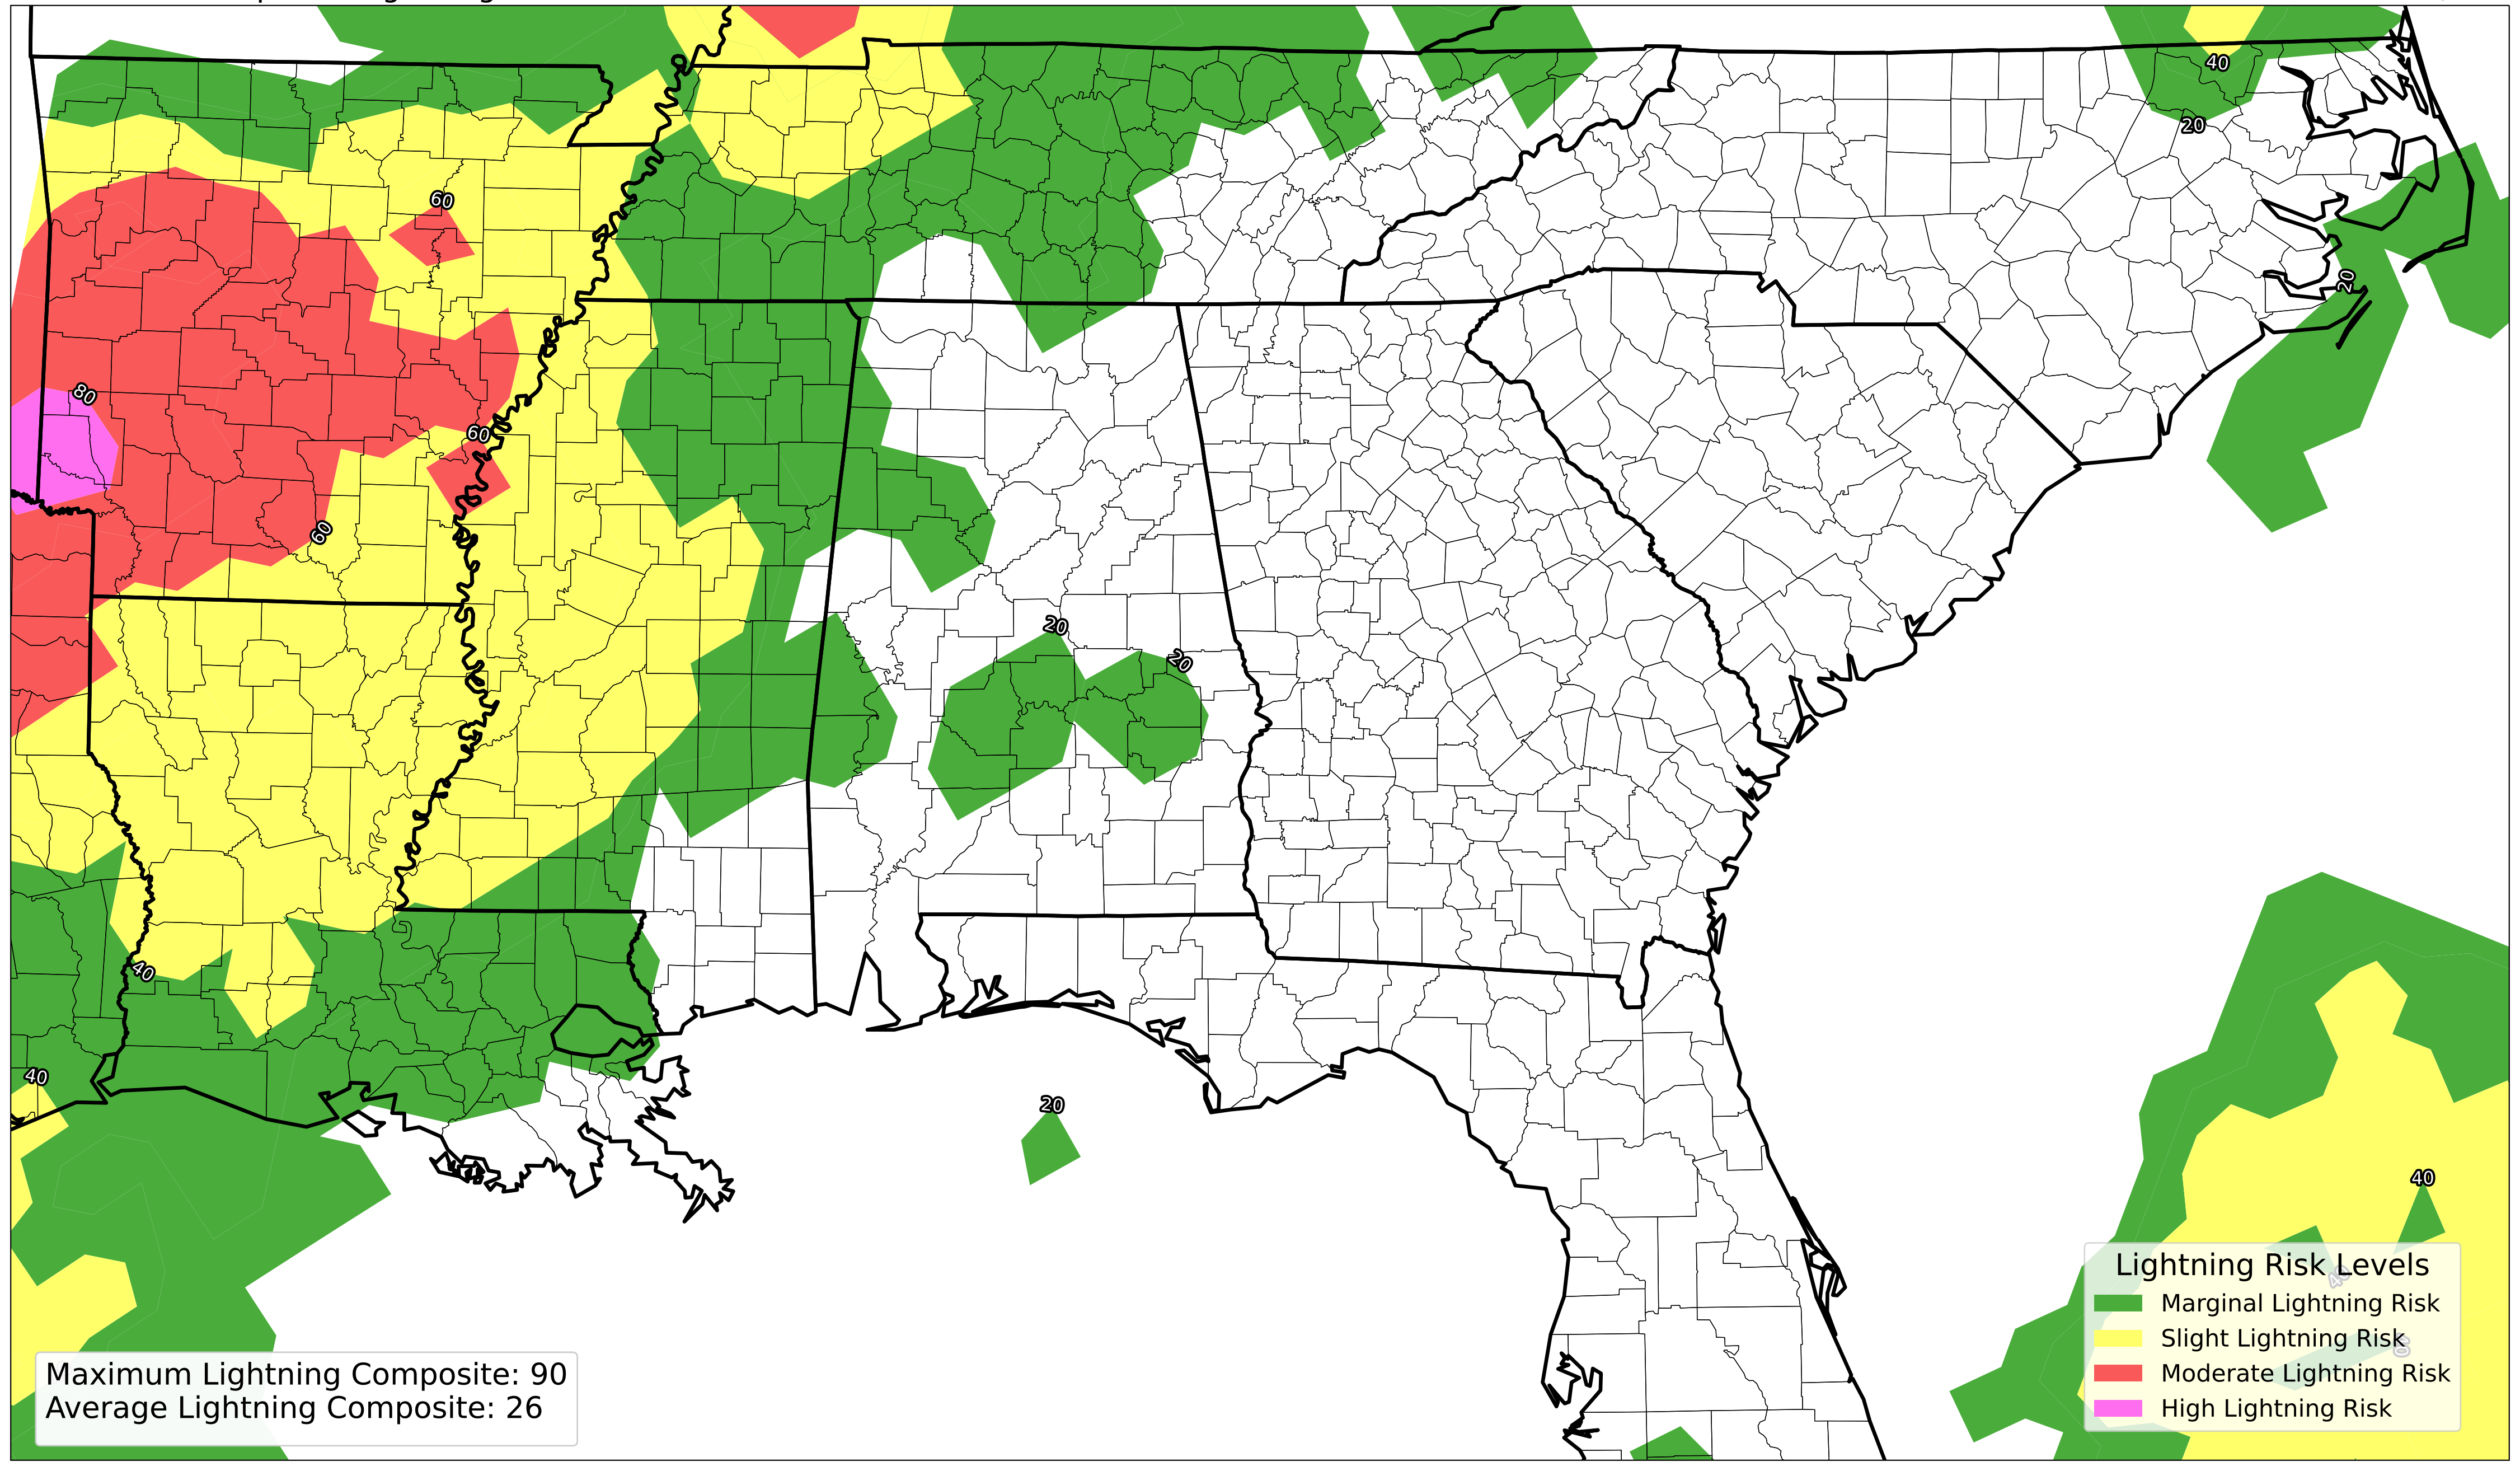 40
20
60
20
80
60
60
20
20
40
40
20
40
Lightning Risk Levels
Marginal Lightning Risk
Slight Lightning Risk
Moderate Lightning Risk
High Lightning Risk
Maximum Lightning Composite: 90
Average Lightning Composite: 26